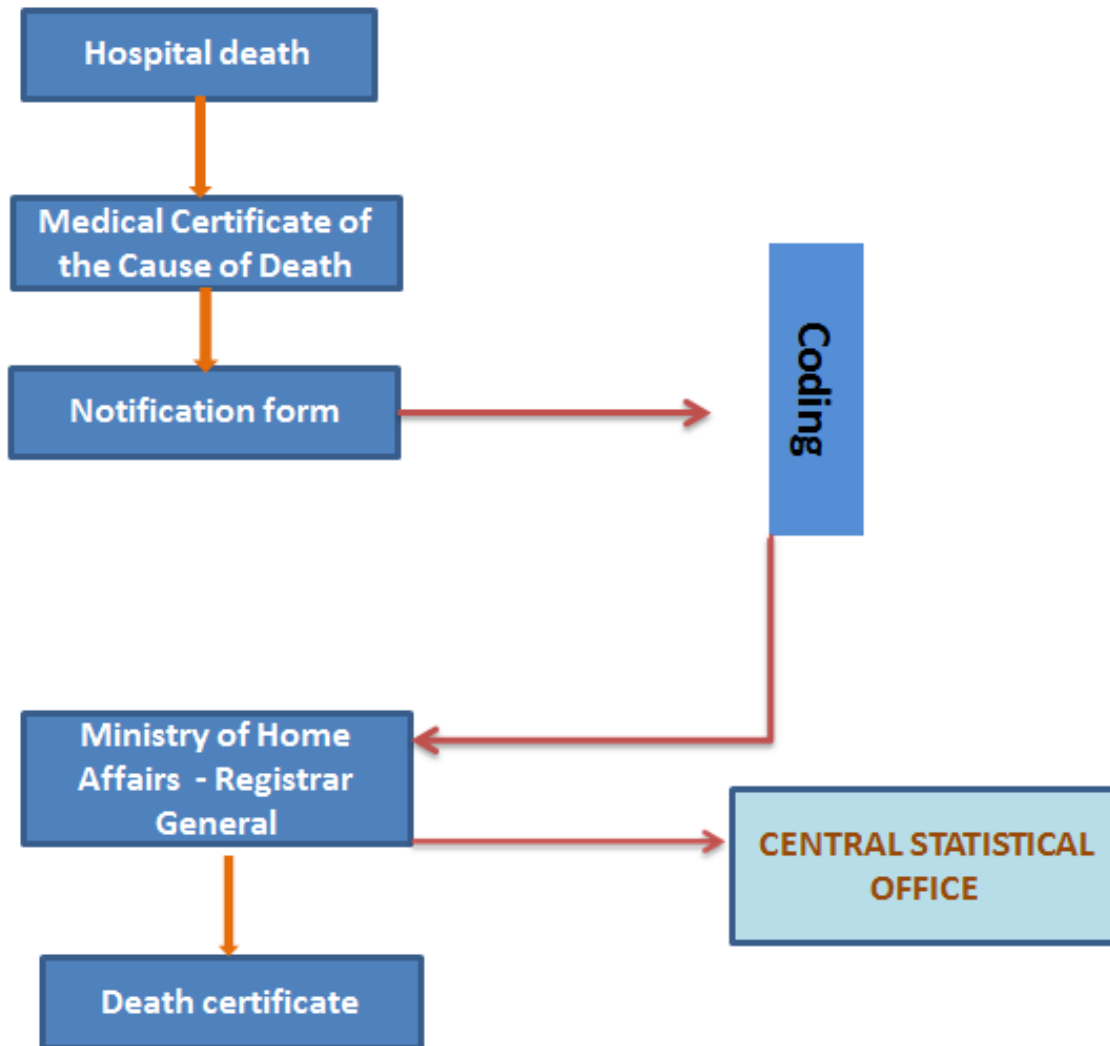 Hospital death
Medical Certificate of
the Cause of Death
Notification form
Coding
Ministry of Home
Affairs - Registrar
General
CENTRAL STATISTICAL
OFFICE
Death certificate